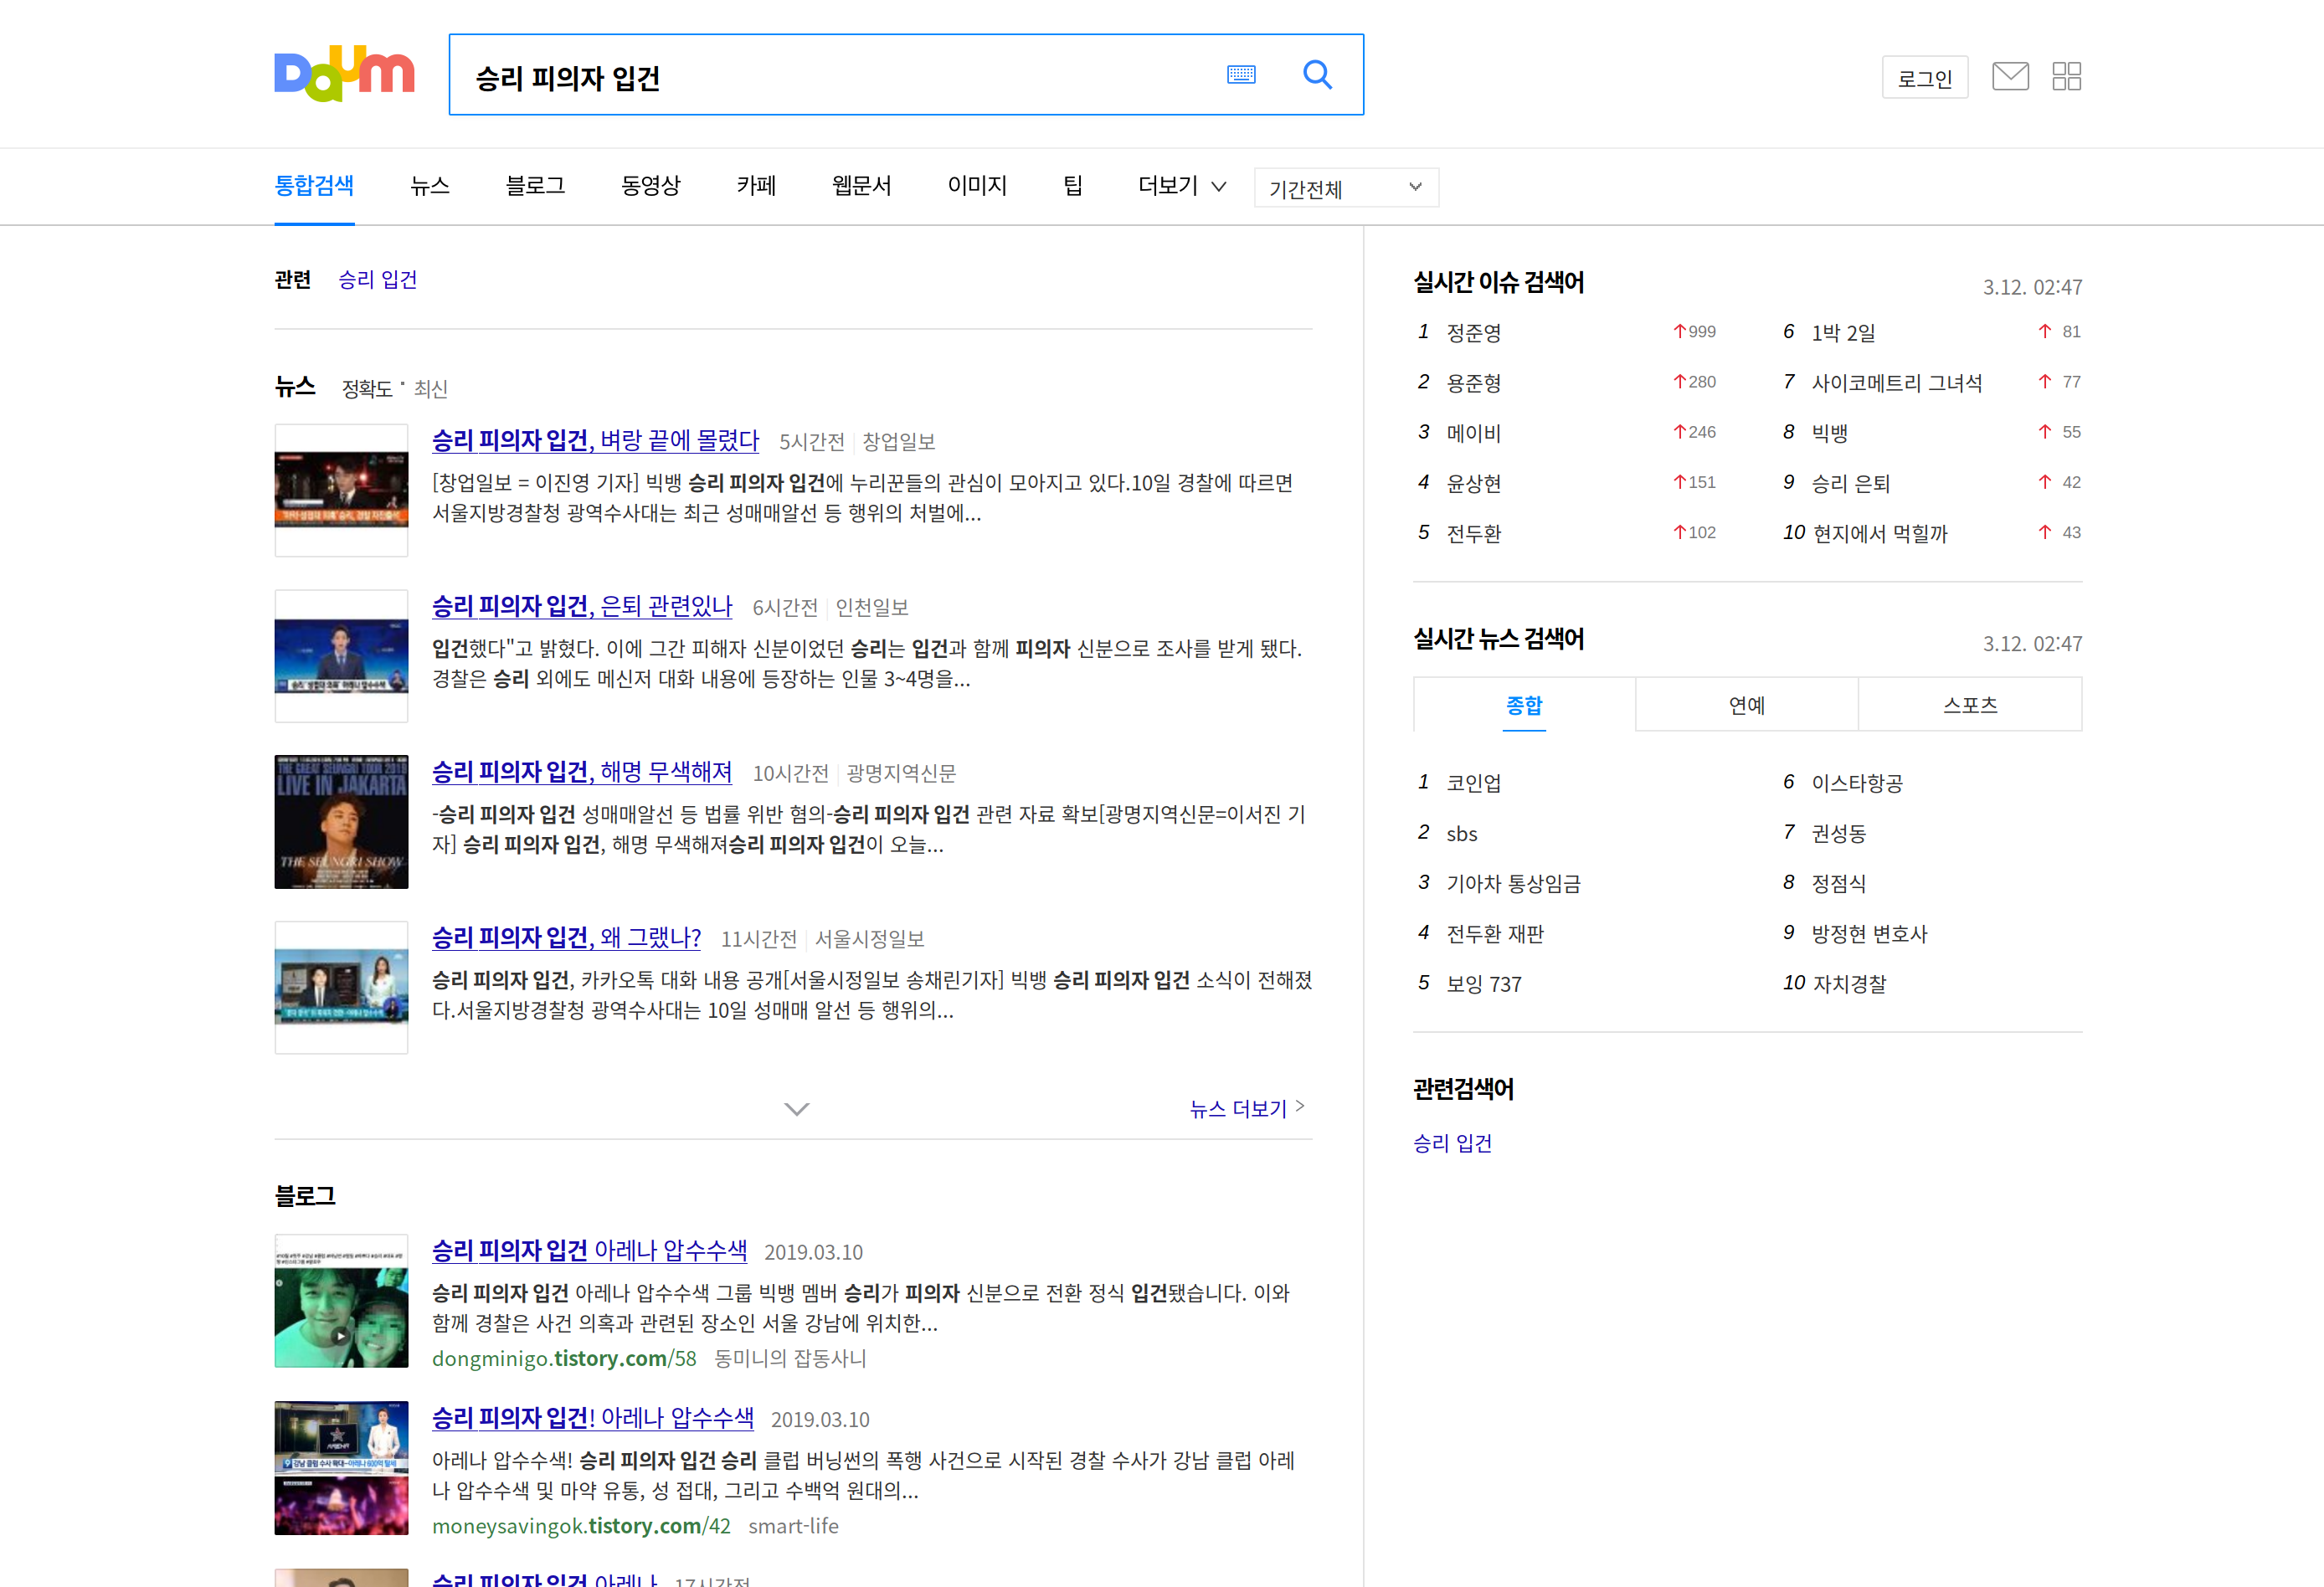 Daum
승리 피의자 입건
로그인
통합검색 뉴스 블로그 동영상 카페 웹문서 이미지 팁 더보기 기간전체
관련 승리 입건
뉴스 정확도 · 최신
승리 피의자 입건, 벼랑 끝에 몰렸다 5시간전 창업일보
[창업일보 = 이진영 기자] 빅뱅 승리 피의자 입건에 누리꾼들의 관심이 모아지고 있다.10일 경찰에 따르면
서울지방경찰청 광역수사대는 최근 성매매알선 등 행위의 처벌에...
승리 피의자 입건, 은퇴 관련있나 6시간전 인천일보
입건했다"고 밝혔다. 이에 그간 피해자 신분이었던 승리는 입건과 함께 피의자 신분으로 조사를 받게 됐다.
경찰은 승리 외에도 메신저 대화 내용에 등장하는 인물 3~4명을...
LIVE IN JAKARTA
THE SEUNGRI SHOW
승리 피의자 입건, 해명 무색해져 10시간전 광명지역신문
-승리 피의자 입건 성매매알선 등 법률 위반 혐의-승리 피의자 입건 관련 자료 확보[광명지역신문=이서진 기
자] 승리 피의자 입건, 해명 무색해져승리 피의자 입건이 오늘...
승리 피의자 입건, 왜 그랬나? 11시간전 서울시정일보
승리 피의자 입건, 카카오톡 대화 내용 공개[서울시정일보 송채린기자] 빅뱅 승리 피의자 입건 소식이 전해졌
다.서울지방경찰청 광역수사대는 10일 성매매 알선 등 행위의...
뉴스 더보기
블로그
승리 피의자 입건 아레나 압수수색 2019.03.10
승리 피의자 입건 아레나 압수수색 그룹 빅뱅 멤버 승리가 피의자 신분으로 전환 정식 입건됐습니다. 이와
함께 경찰은 사건 의혹과 관련된 장소인 서울 강남에 위치한...
dongminigo.tistory.com/58 동미니의 잡동사니
승리 피의자 입건! 아레나 압수수색 2019.03.10
아레나 압수수색! 승리 피의자 입건 승리 클럽 버닝썬의 폭행 사건으로 시작된 경찰 수사가 강남 클럽 아레
나 압수수색 및 마약 유통, 성 접대, 그리고 수백억 원대의...
moneysavingok.tistory.com/42 smart-life
승리 피의자 입건 아레나 17시간전
실시간 이슈 검색어 3.12. 02:47
1 정준영 999
2 용준형 280
3 메이비 246
4 윤상현 151
5 전두환 102
6 1박 2일 81
7 사이코메트리 그녀석 77
8 빅뱅 55
9 승리 은퇴 42
10 현지에서 먹힐까 43
실시간 뉴스 검색어 3.12. 02:47
종합 연예 스포츠
1 코인업
2 sbs
3 기아차 통상임금
4 전두환 재판
5 보잉 737
6 이스타항공
7 권성동
8 정점식
9 방정현 변호사
10 자치경찰
관련검색어
승리 입건